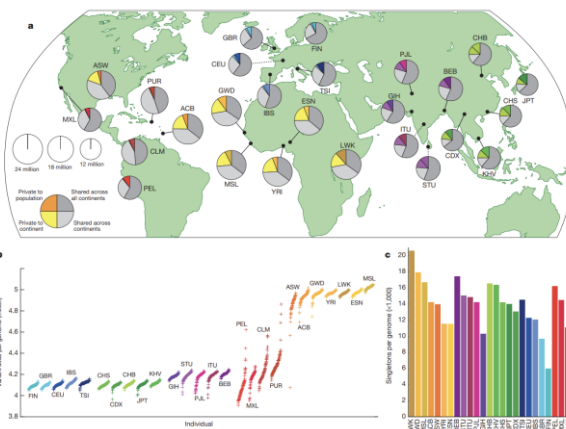 a
GBR
FIN
CHB
CEU
PJL
ASW
PUR
BEB
GWD
ESN
TSI
IBS
GIH
JPT
MXL
ACB
CHS
ITU
CDX
CLM
LWK
KHV
24 million
18 million
12 million
MSL
YRI
STU
PEL
Private to population
Shared across all continents
Private to continent
Shared across continents
b
5
4.8
4.6
4.4
4.2
4
3.8
FIN
GBR
CEU
IBS
TSI
CHS
CDX
CHB
JPT
KHV
GIH
STU
PJL
ITU
BEB
PEL
MXL
CLM
PUR
ASW
ACB
GWD
YRI
LWK
ESN
MSL
Individual
c
Singletons per genome (×1,000)
20
18
16
14
12
10
8
6
4
2
0